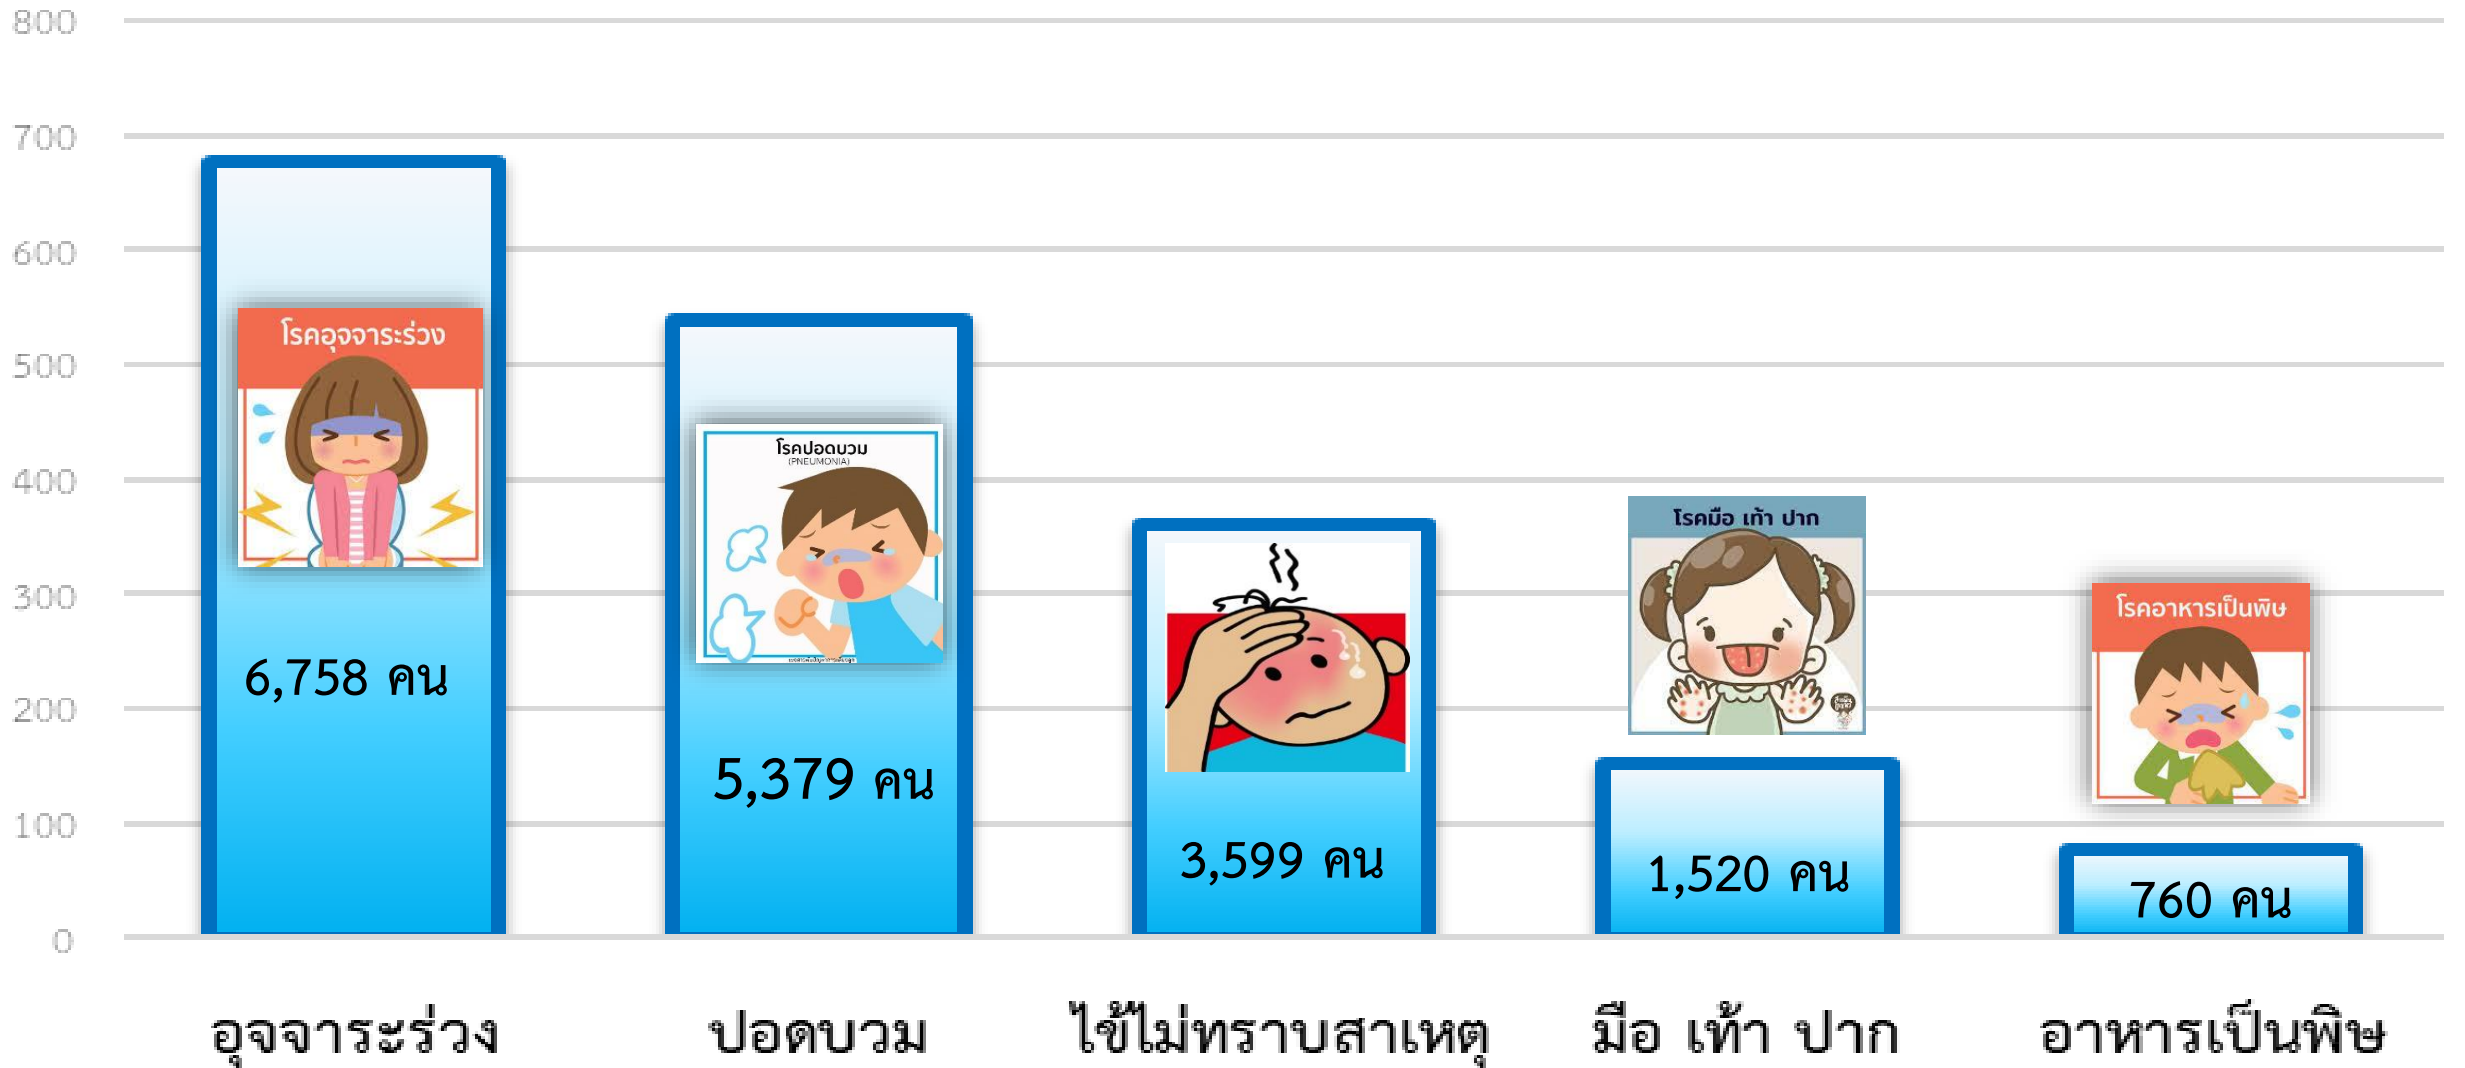 800
700
600
500
400
300
200
100
0
โรคอุจจาระร่วง
6,758 คน
โรคปอดบวม
(PNEUMONIA)
5,379 คน
3,599 คน
โรคมือ เท้า ปาก
1,520 คน
โรคอาหารเป็นพิษ
760 คน
อุจจาระร่วง
ปอดบวม
ไข้ไม่ทราบสาเหตุ
มือ เท้า ปาก
อาหารเป็นพิษ